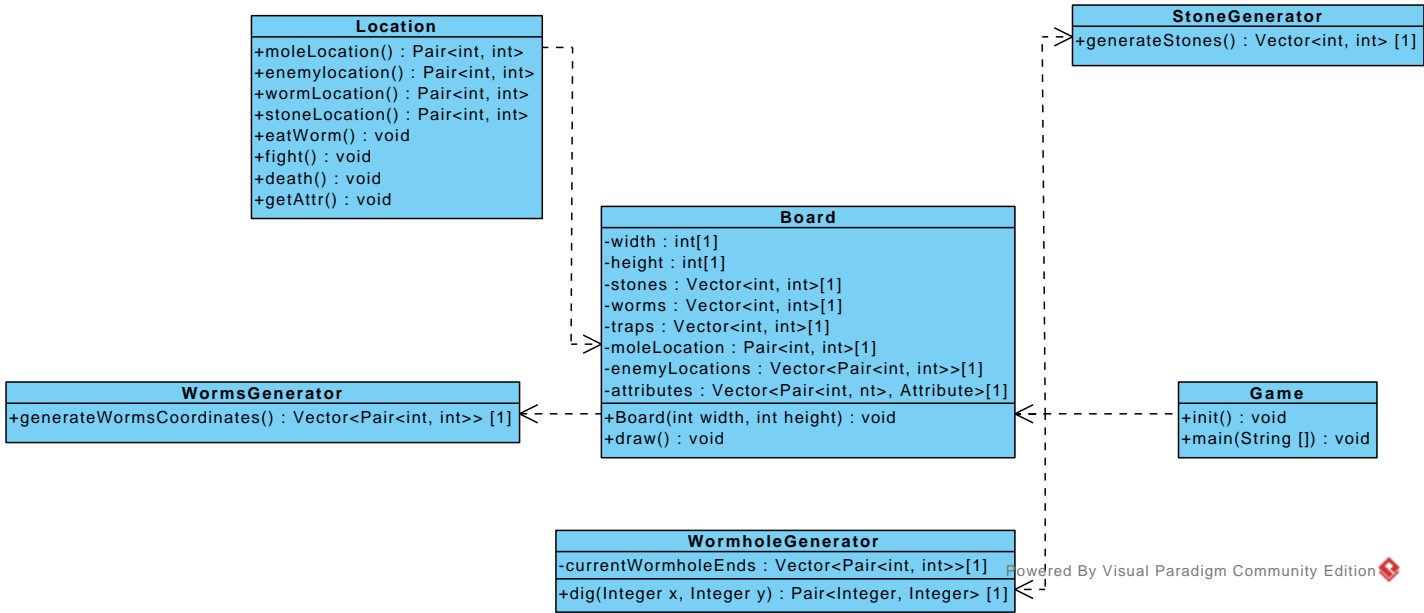 Location
+moleLocation() : Pair<int, int>
+enemylocation() : Pair<int, int>
+wormLocation() : Pair<int, int>
+stoneLocation() : Pair<int, int>
+eatWorm() : void
+fight() : void
+death() : void
+getAttr() : void
StoneGenerator
+generateStones() : Vector<int, int> [1]
Board
-width : int[1]
-height : int[1]
-stones : Vector<int, int>[1]
-worms : Vector<int, int>[1]
-traps : Vector<int, int>[1]
-moleLocation : Pair<int, int>[1]
-enemyLocations : Vector<Pair<int, int>>[1]
-attributes : Vector<Pair<int, nt>, Attribute>[1]
+Board(int width, int height) : void
+draw() : void
WormsGenerator
+generateWormsCoordinates() : Vector<Pair<int, int>> [1]
Game
+init() : void
+main(String []) : void
WormholeGenerator
-currentWormholeEnds : Vector<Pair<int, int>>[1]
+dig(Integer x, Integer y) : Pair<Integer, Integer> [1]
Powered By Visual Paradigm Community Edition